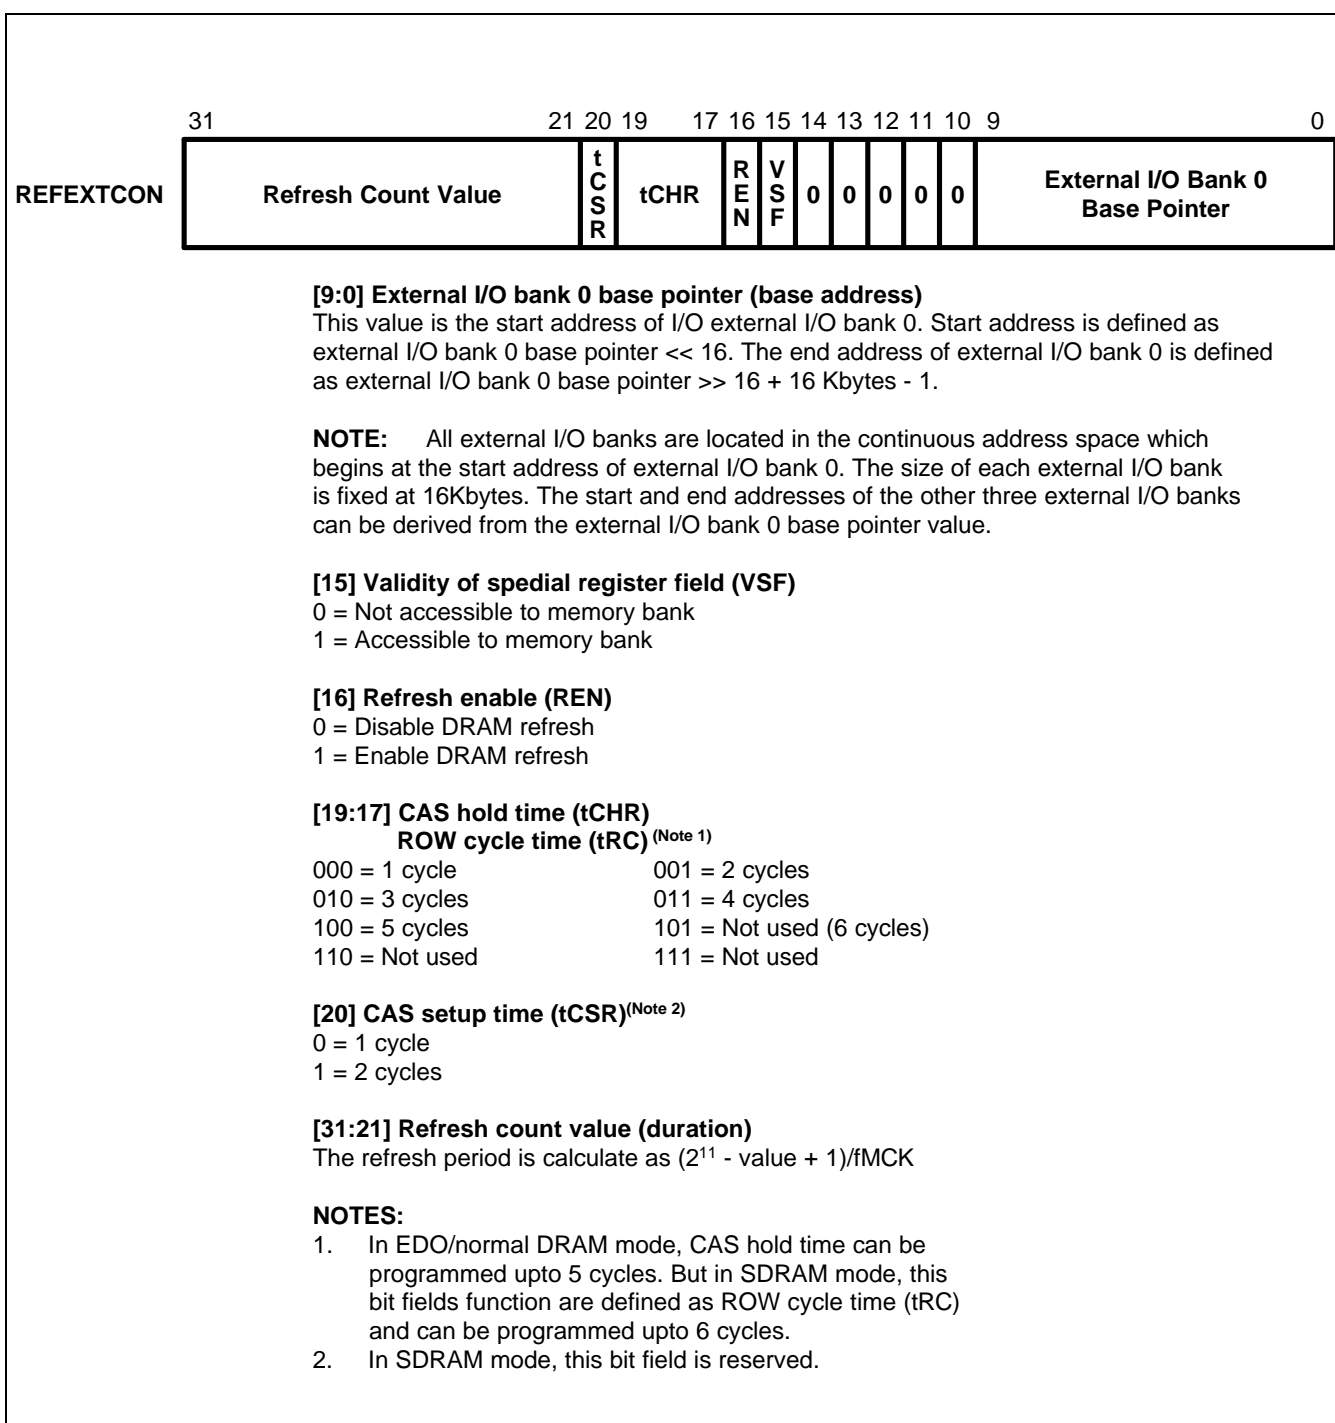 31 21 20 19 17 16 15 14 13 12 11 10 9 0
REFEXTCON Refresh Count Value tCSR tCHR REN VSF 0 0 0 0 0 External I/O Bank 0 Base Pointer
[9:0] External I/O bank 0 base pointer (base address)
This value is the start address of I/O external I/O bank 0. Start address is defined as
external I/O bank 0 base pointer << 16. The end address of external I/O bank 0 is defined
as external I/O bank 0 base pointer >> 16 + 16 Kbytes - 1.
NOTE: All external I/O banks are located in the continuous address space which
begins at the start address of external I/O bank 0. The size of each external I/O bank
is fixed at 16Kbytes. The start and end addresses of the other three external I/O banks
can be derived from the external I/O bank 0 base pointer value.
[15] Validity of spedial register field (VSF)
0 = Not accessible to memory bank
1 = Accessible to memory bank
[16] Refresh enable (REN)
0 = Disable DRAM refresh
1 = Enable DRAM refresh
[19:17] CAS hold time (tCHR)
ROW cycle time (tRC) (Note 1)
000 = 1 cycle 001 = 2 cycles
010 = 3 cycles 011 = 4 cycles
100 = 5 cycles 101 = Not used (6 cycles)
110 = Not used 111 = Not used
[20] CAS setup time (tCSR)(Note 2)
0 = 1 cycle
1 = 2 cycles
[31:21] Refresh count value (duration)
The refresh period is calculate as (2¹¹ - value + 1)/fMCK
NOTES:
1. In EDO/normal DRAM mode, CAS hold time can be
programmed upto 5 cycles. But in SDRAM mode, this
bit fields function are defined as ROW cycle time (tRC)
and can be programmed upto 6 cycles.
2. In SDRAM mode, this bit field is reserved.